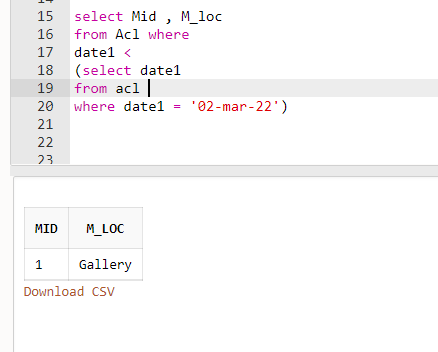 14
15 select Mid , M_loc
16 from Acl where
17 date1 <
18 (select date1
19 from acl
20 where date1 = '02-mar-22')
21
22
23
MID M_LOC
1 Gallery
Download CSV